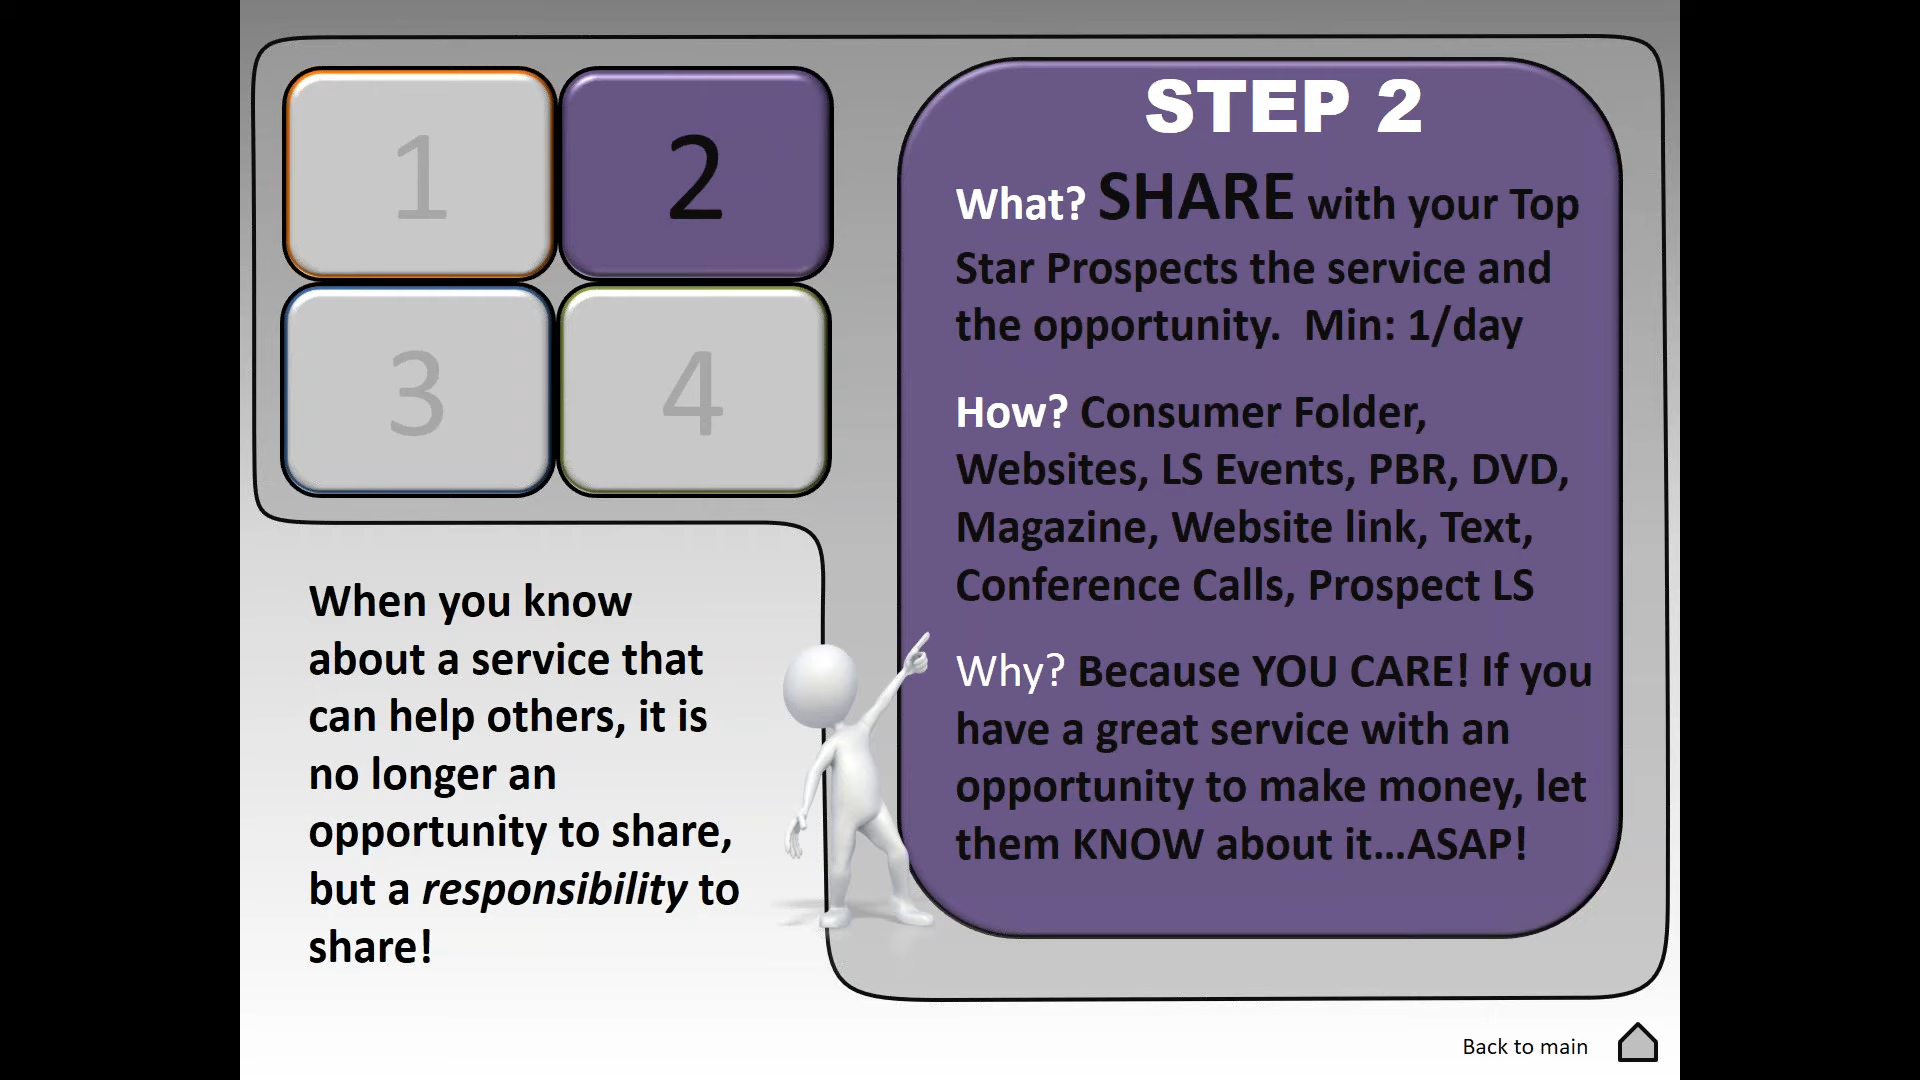 1
2
3
4
When you know
about a service that
can help others, it is
no longer an
opportunity to share,
but a responsibility to
share!
STEP 2
What? SHARE with your Top
Star Prospects the service and
the opportunity.  Min: 1/day
How? Consumer Folder,
Websites, LS Events, PBR, DVD,
Magazine, Website link, Text,
Conference Calls, Prospect LS
Why? Because YOU CARE! If you
have a great service with an
opportunity to make money, let
them KNOW about it...ASAP!
Back to main